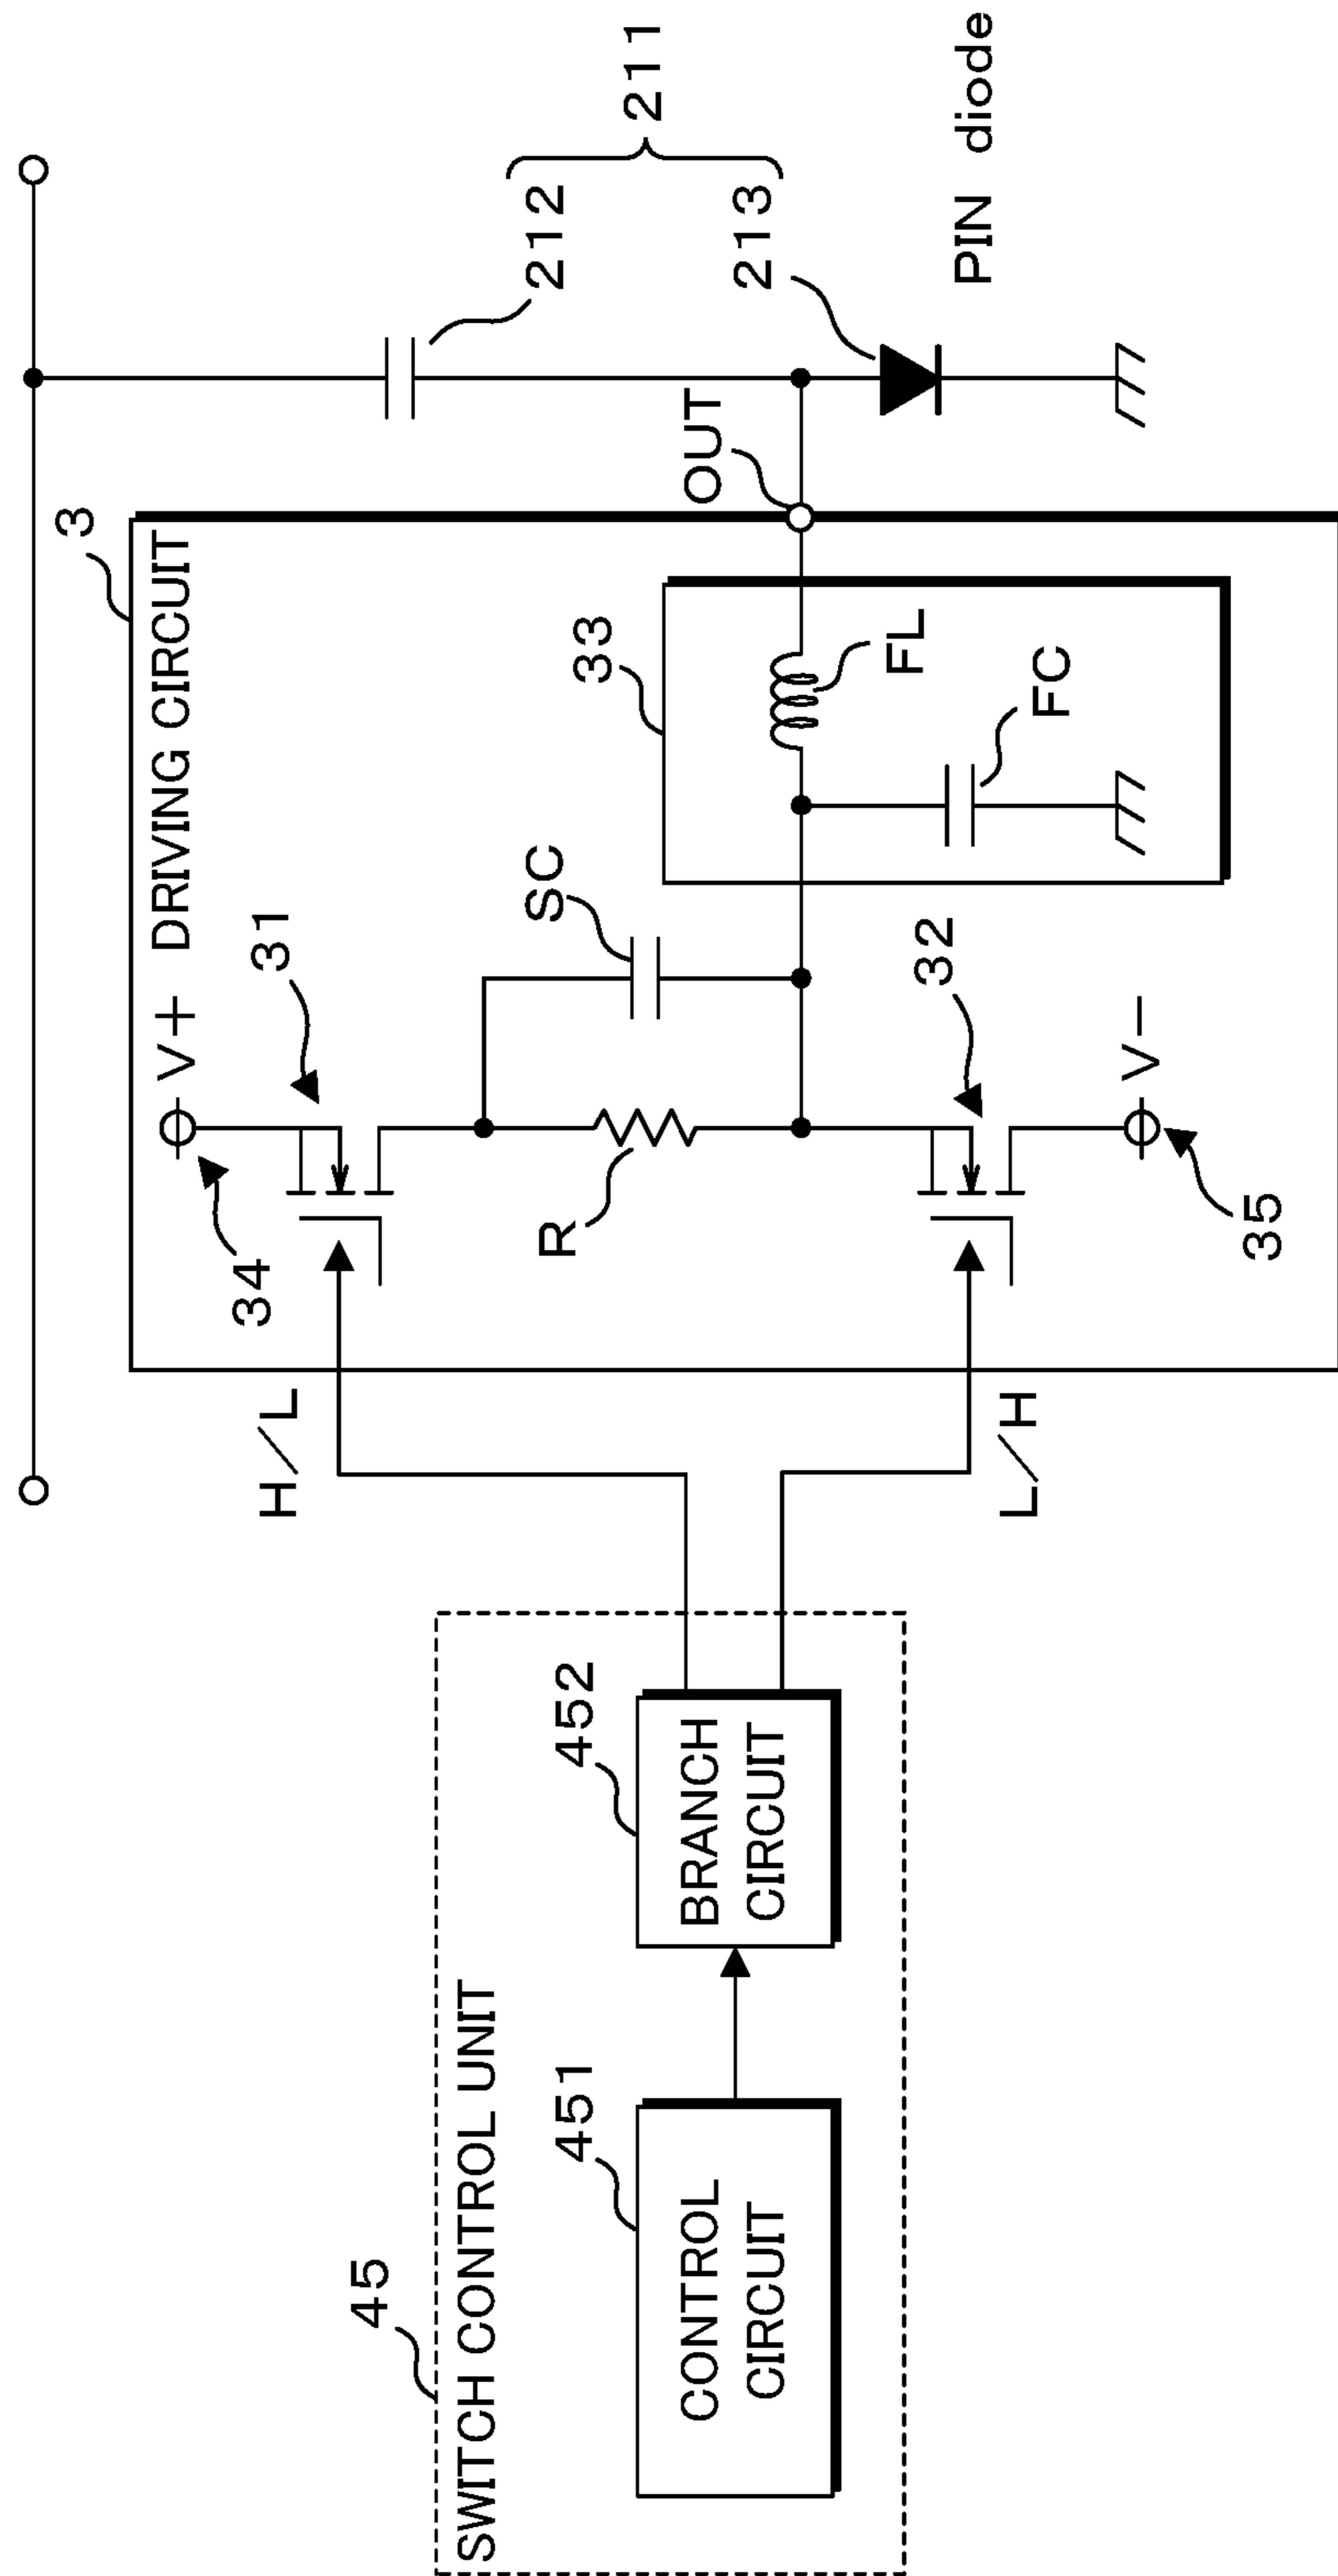 3
V+ DRIVING CIRCUIT
34
31
H/L
R
SC
33
FL
FC
OUT
32
L/H
35
V-
212
213
211
PIN diode
45
SWITCH CONTROL UNIT
451
CONTROL
CIRCUIT
452
BRANCH
CIRCUIT